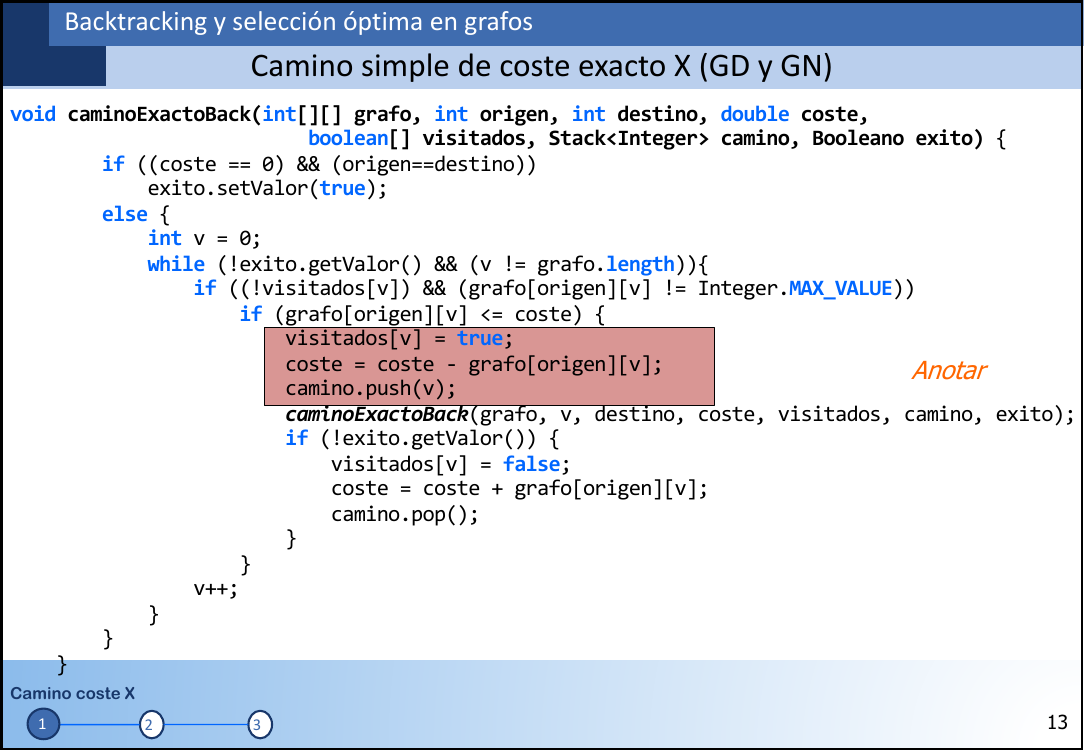 Backtracking y selección óptima en grafos
Camino simple de coste exacto X (GD y GN)
void caminoExactoBack(int[][] grafo, int origen, int destino, double coste,
boolean[] visitados, Stack<Integer> camino, Booleano exito) {
if ((coste == 0) && (origen==destino))
exito.setValor(true);
else {
int v = 0;
while (!exito.getValor() && (v != grafo.length)){
if ((!visitados[v]) && (grafo[origen][v] != Integer.MAX_VALUE))
if (grafo[origen][v] <= coste) {
visitados[v] = true;
coste = coste - grafo[origen][v];
Anotar
camino.push(v);
caminoExactoBack(grafo, v, destino, coste, visitados, camino, exito);
if (!exito.getValor()) {
visitados[v] = false;
coste = coste + grafo[origen][v];
camino.pop();
}
}
v++;
}
}
}
Camino coste X
1 2 3
13